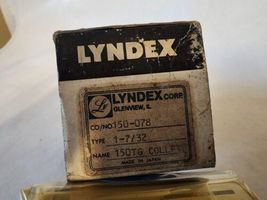 LYNDEX
LYNDEX CORP.
GLENVIEW, IL
CO/NO. 150-078
TYPE 1-7/32
NAME 150TG COLLET
MADE IN JAPAN